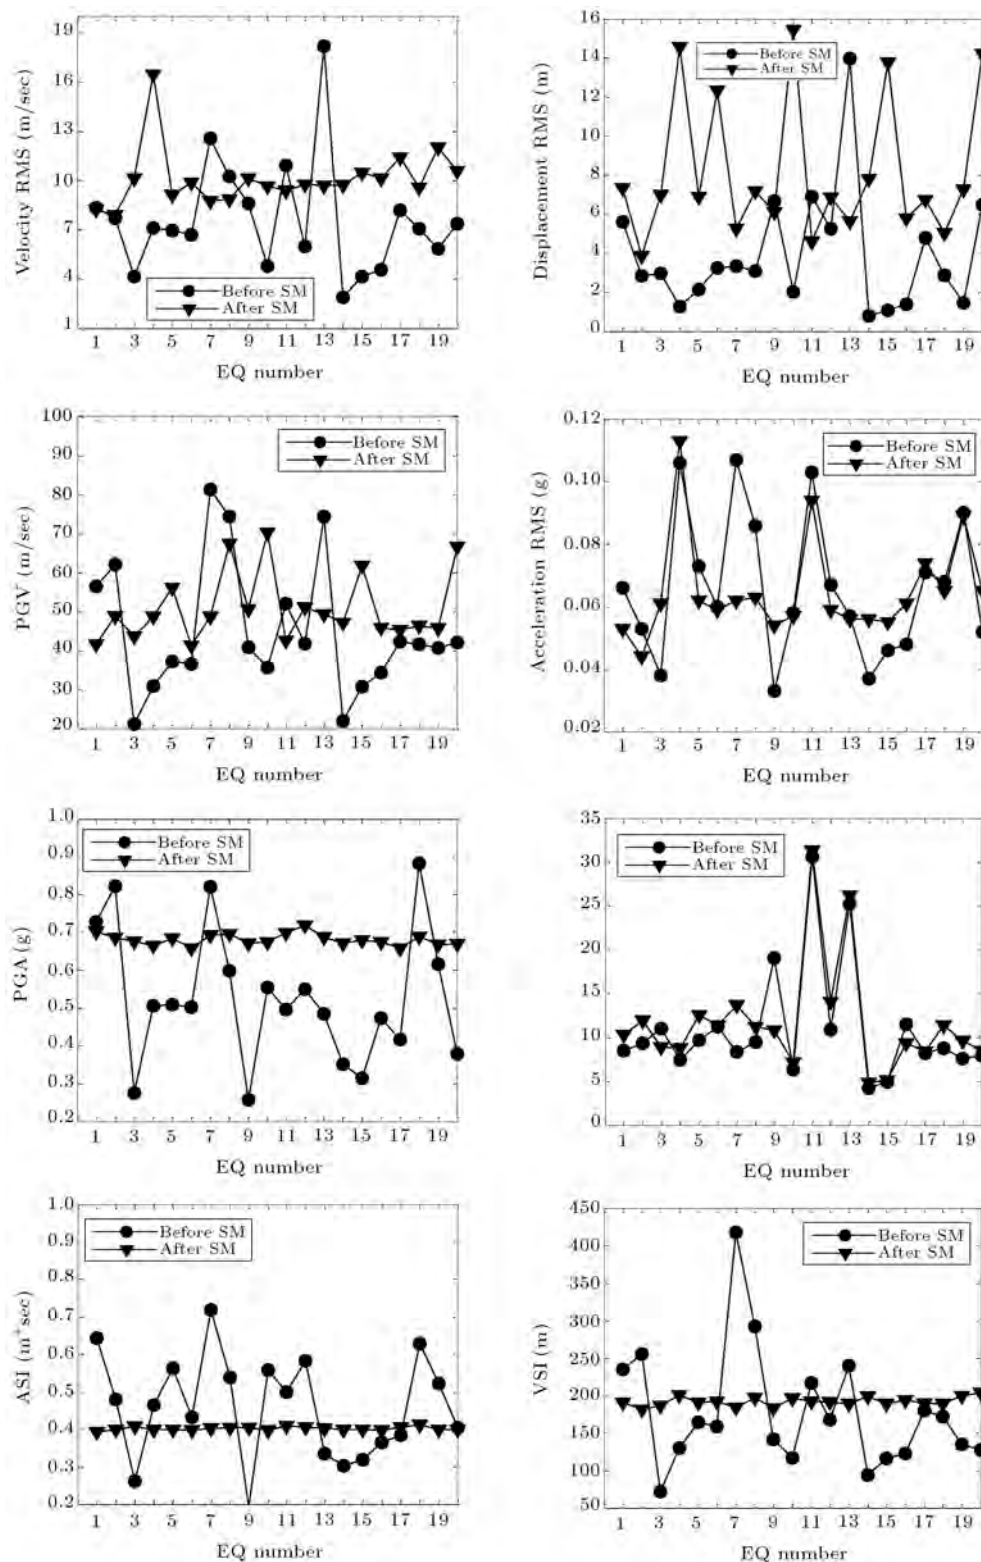 19
16
13
10
7
4
1
Velocity RMS (m/sec)
Before SM
After SM
1 3 5 7 9 11 13 15 17 19
EQ number
16
14
12
10
8
6
4
2
0
Displacement RMS (m)
Before SM
After SM
1 3 5 7 9 11 13 15 17 19
EQ number
100
90
80
70
60
50
40
30
20
PGV (m/sec)
Before SM
After SM
1 3 5 7 9 11 13 15 17 19
EQ number
0.12
0.10
0.08
0.06
0.04
0.02
Acceleration RMS (g)
Before SM
After SM
1 3 5 7 9 11 13 15 17 19
EQ number
1.0
0.9
0.8
0.7
0.6
0.5
0.4
0.3
0.2
PGA (g)
Before SM
After SM
1 3 5 7 9 11 13 15 17 19
EQ number
35
30
25
20
15
10
5
0
Before SM
After SM
1 3 5 7 9 11 13 15 17 19
EQ number
1.0
0.9
0.8
0.7
0.6
0.5
0.4
0.3
0.2
ASI (m*sec)
Before SM
After SM
1 3 5 7 9 11 13 15 17 19
EQ number
450
400
350
300
250
200
150
100
50
VSI (m)
Before SM
After SM
1 3 5 7 9 11 13 15 17 19
EQ number